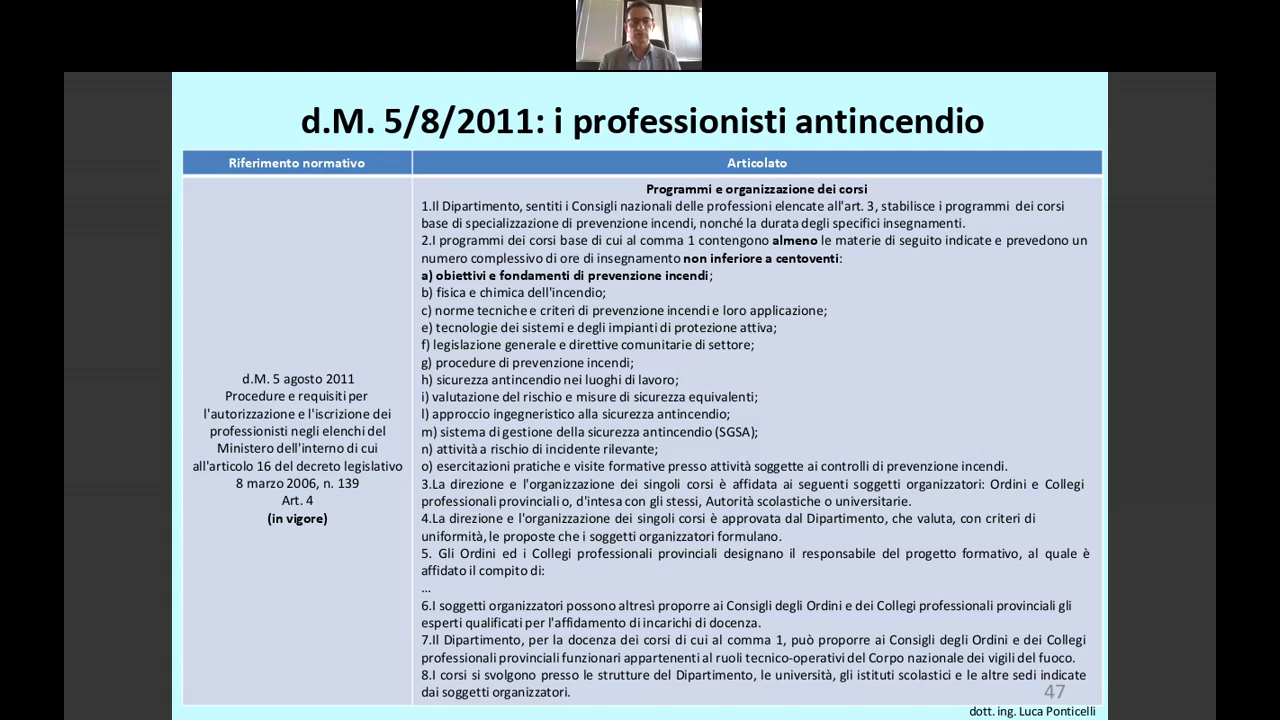 d.M. 5/8/2011: i professionisti antincendio
Riferimento normativo
Articolato
d.M. 5 agosto 2011
Procedure e requisiti per
l'autorizzazione e l'iscrizione dei
professionisti negli elenchi del
Ministero dell'interno di cui
all'articolo 16 del decreto legislativo
8 marzo 2006, n. 139
Art. 4
(in vigore)
Programmi e organizzazione dei corsi
1.Il Dipartimento, sentiti i Consigli nazionali delle professioni elencate all'art. 3, stabilisce i programmi dei corsi
base di specializzazione di prevenzione incendi, nonché la durata degli specifici insegnamenti.
2.I programmi dei corsi base di cui al comma 1 contengono almeno le materie di seguito indicate e prevedono un
numero complessivo di ore di insegnamento non inferiore a centoventi:
a) obiettivi e fondamenti di prevenzione incendi;
b) fisica e chimica dell'incendio;
c) norme tecniche e criteri di prevenzione incendi e loro applicazione;
e) tecnologie dei sistemi e degli impianti di protezione attiva;
f) legislazione generale e direttive comunitarie di settore;
g) procedure di prevenzione incendi;
h) sicurezza antincendio nei luoghi di lavoro;
i) valutazione del rischio e misure di sicurezza equivalenti;
l) approccio ingegneristico alla sicurezza antincendio;
m) sistema di gestione della sicurezza antincendio (SGSA);
n) attività a rischio di incidente rilevante;
o) esercitazioni pratiche e visite formative presso attività soggette ai controlli di prevenzione incendi.
3.La direzione e l'organizzazione dei singoli corsi è affidata ai seguenti soggetti organizzatori: Ordini e Collegi
professionali provinciali o, d'intesa con gli stessi, Autorità scolastiche o universitarie.
4.La direzione e l'organizzazione dei singoli corsi è approvata dal Dipartimento, che valuta, con criteri di
uniformità, le proposte che i soggetti organizzatori formulano.
5. Gli Ordini ed i Collegi professionali provinciali designano il responsabile del progetto formativo, al quale è
affidato il compito di:
...
6.I soggetti organizzatori possono altresì proporre ai Consigli degli Ordini e dei Collegi professionali provinciali gli
esperti qualificati per l'affidamento di incarichi di docenza.
7.Il Dipartimento, per la docenza dei corsi di cui al comma 1, può proporre ai Consigli degli Ordini e dei Collegi
professionali provinciali funzionari appartenenti al ruoli tecnico-operativi del Corpo nazionale dei vigili del fuoco.
8.I corsi si svolgono presso le strutture del Dipartimento, le università, gli istituti scolastici e le altre sedi indicate
dai soggetti organizzatori.
47
dott. ing. Luca Ponticelli